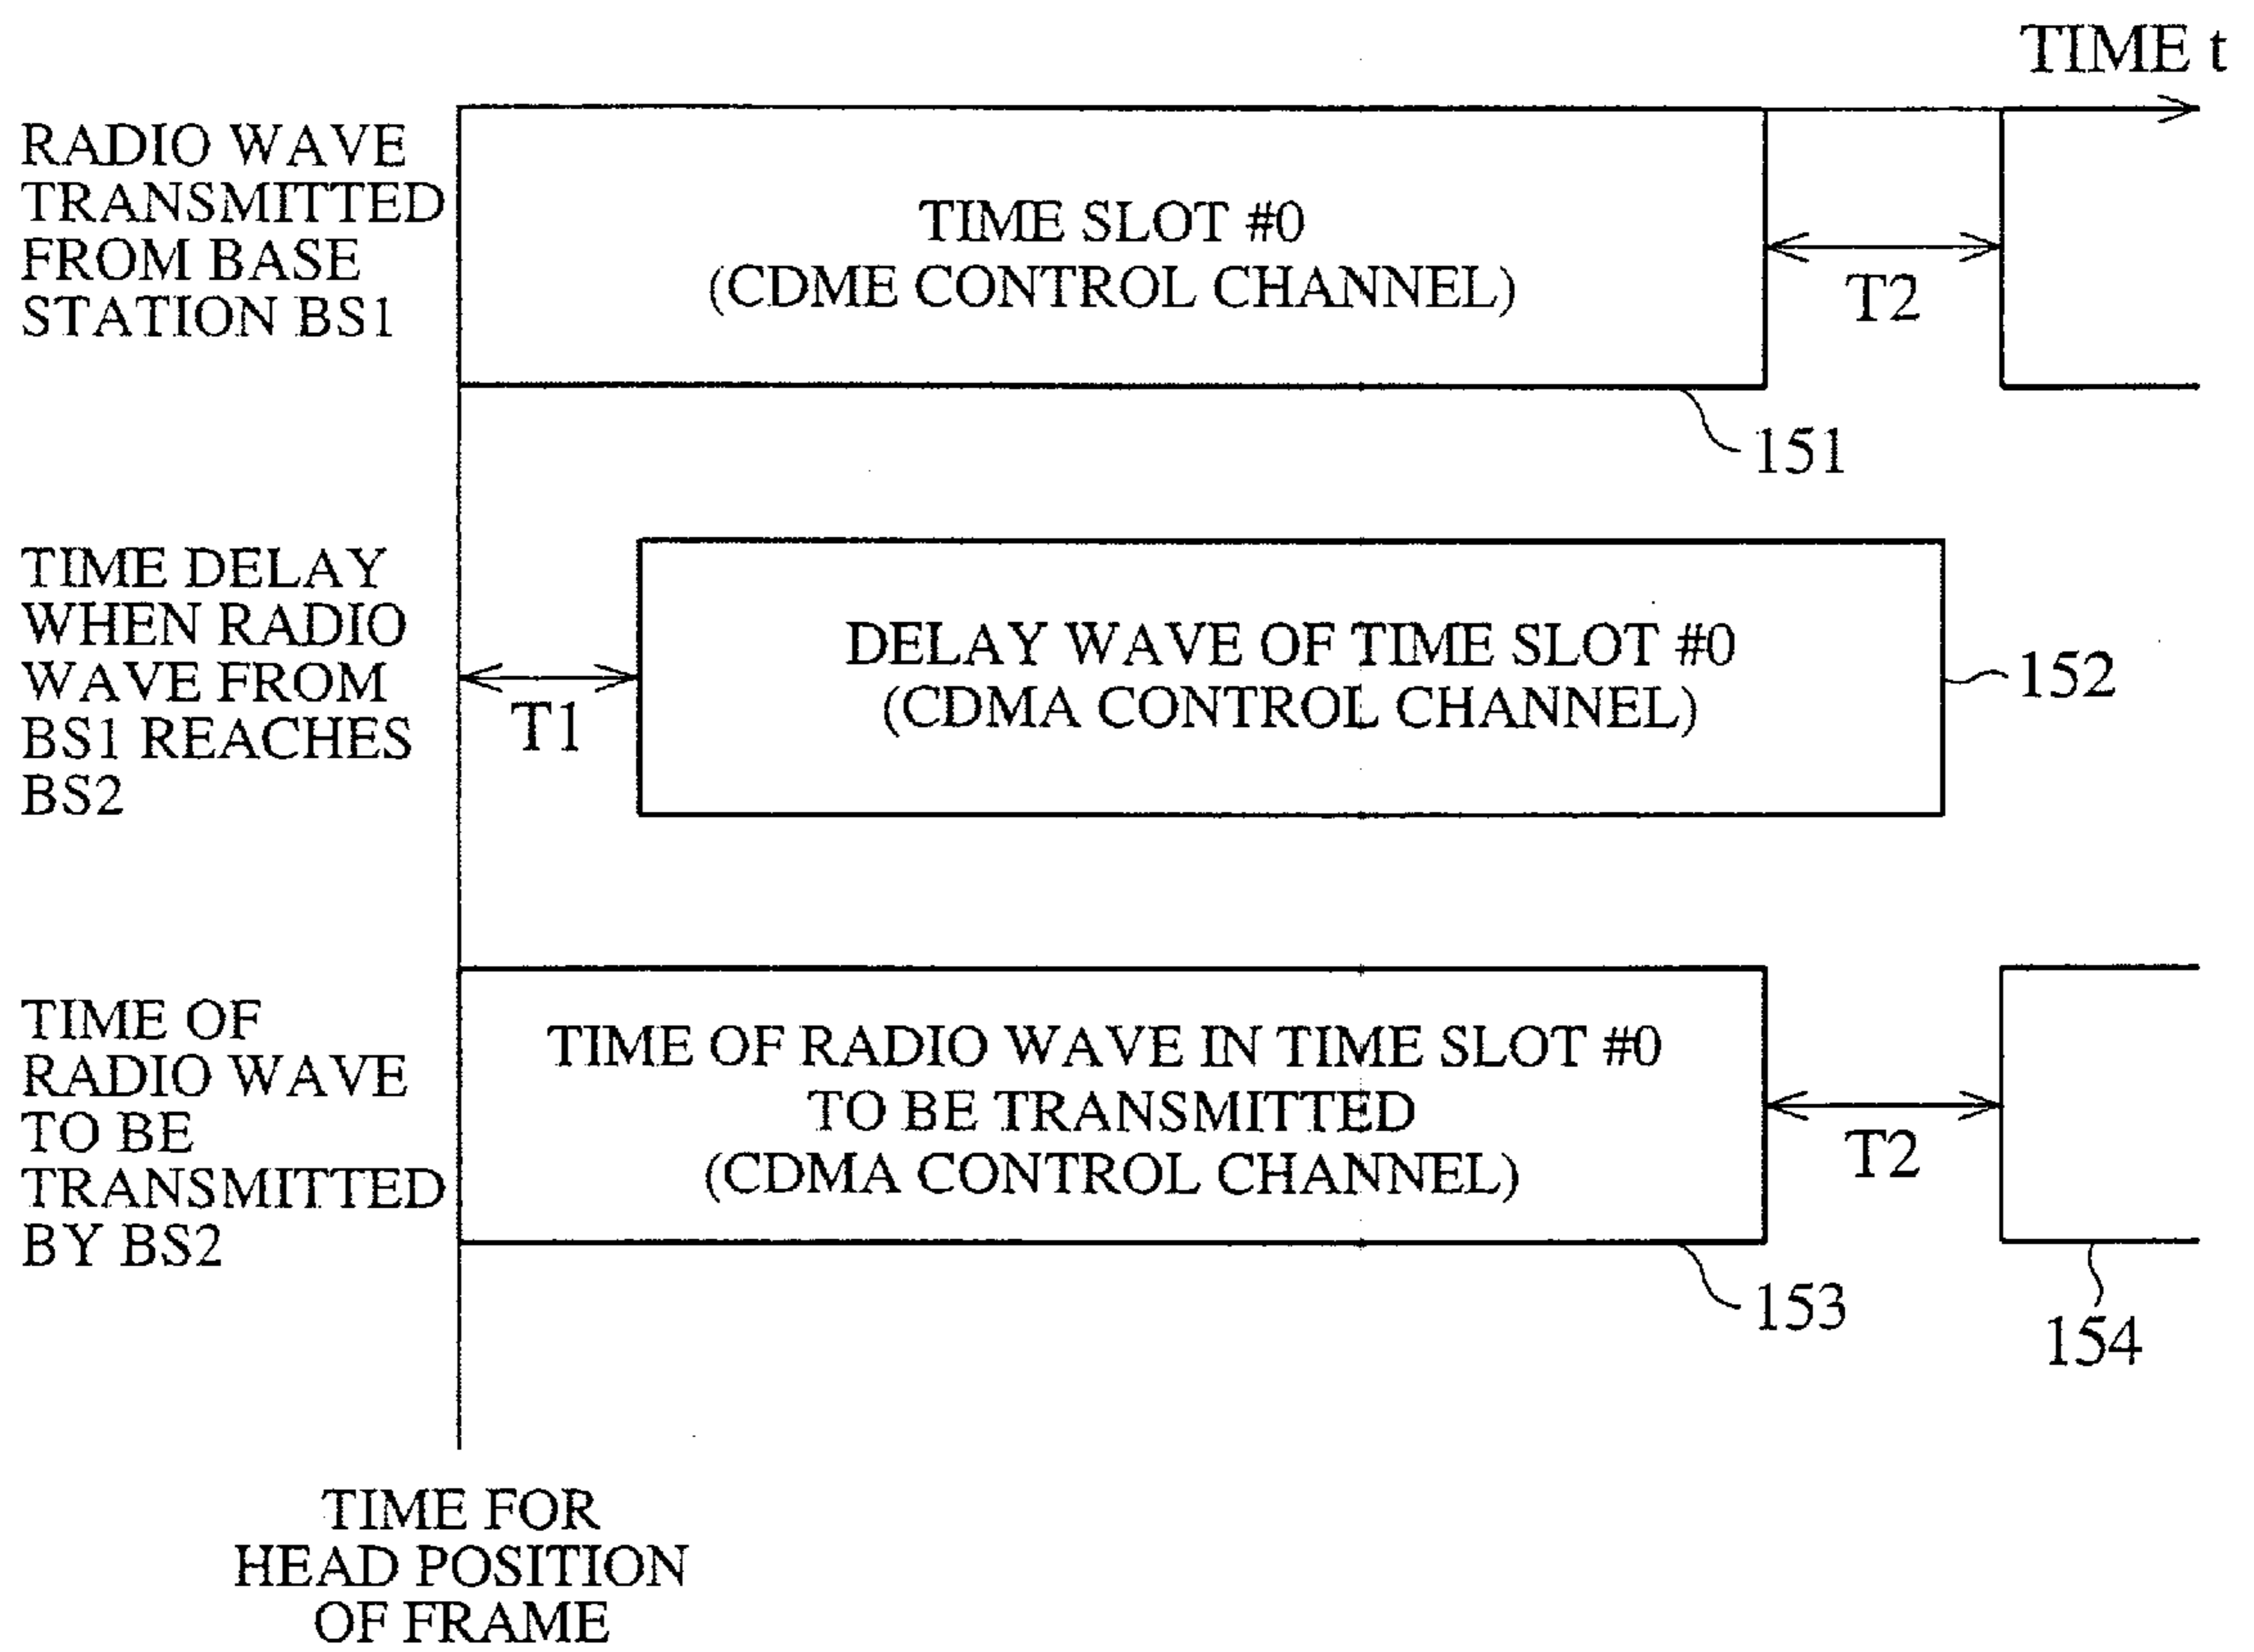 TIME t
RADIO WAVE
TRANSMITTED
FROM BASE
STATION BS1
TIME SLOT #0
(CDME CONTROL CHANNEL)
T2
151
TIME DELAY
WHEN RADIO
WAVE FROM
BS1 REACHES
BS2
T1
DELAY WAVE OF TIME SLOT #0
(CDMA CONTROL CHANNEL)
152
TIME OF
RADIO WAVE
TO BE
TRANSMITTED
BY BS2
TIME OF RADIO WAVE IN TIME SLOT #0
TO BE TRANSMITTED
(CDMA CONTROL CHANNEL)
T2
153
154
TIME FOR
HEAD POSITION
OF FRAME